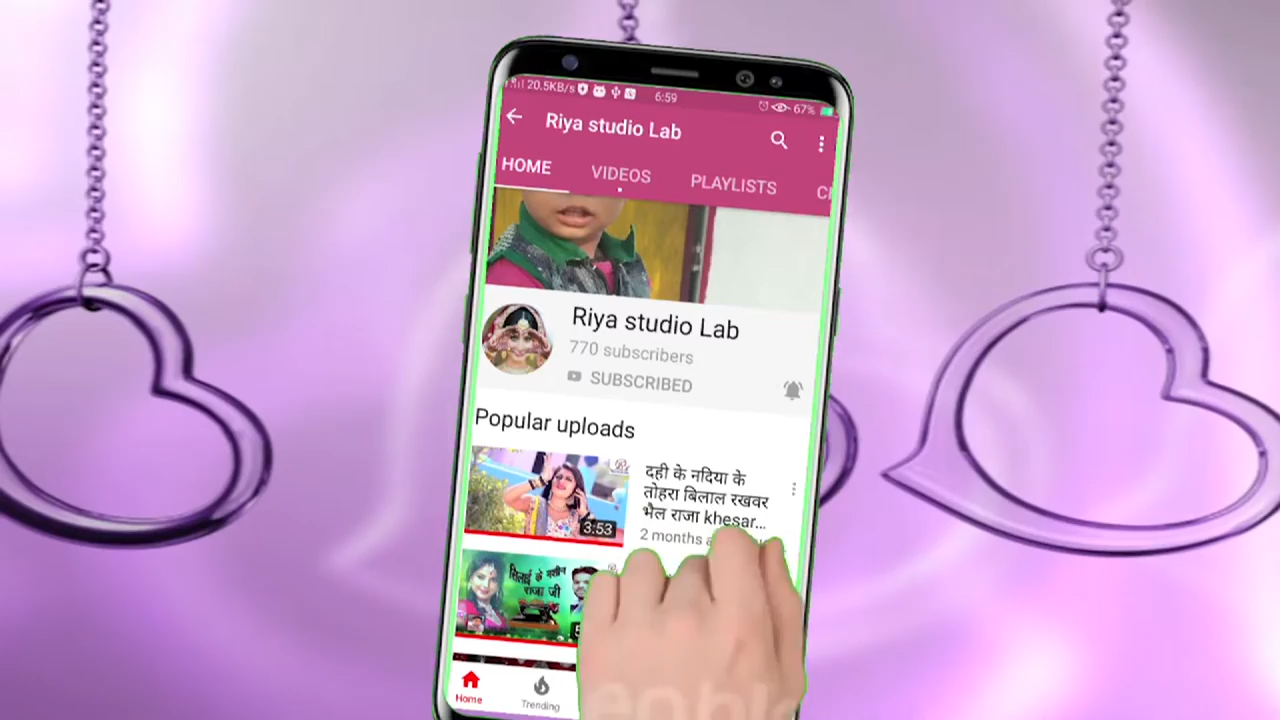 20.5KB/s
6:59
67%
Riya studio Lab
HOME VIDEOS PLAYLISTS
Riya studio Lab
770 subscribers
SUBSCRIBED
Popular uploads
3:53
दही के नदिया के
तोहरा बिलाल रखवर
भैल राजा khesar...
2 months
सिलाई के मशीन
राजा जी
Home
Trending